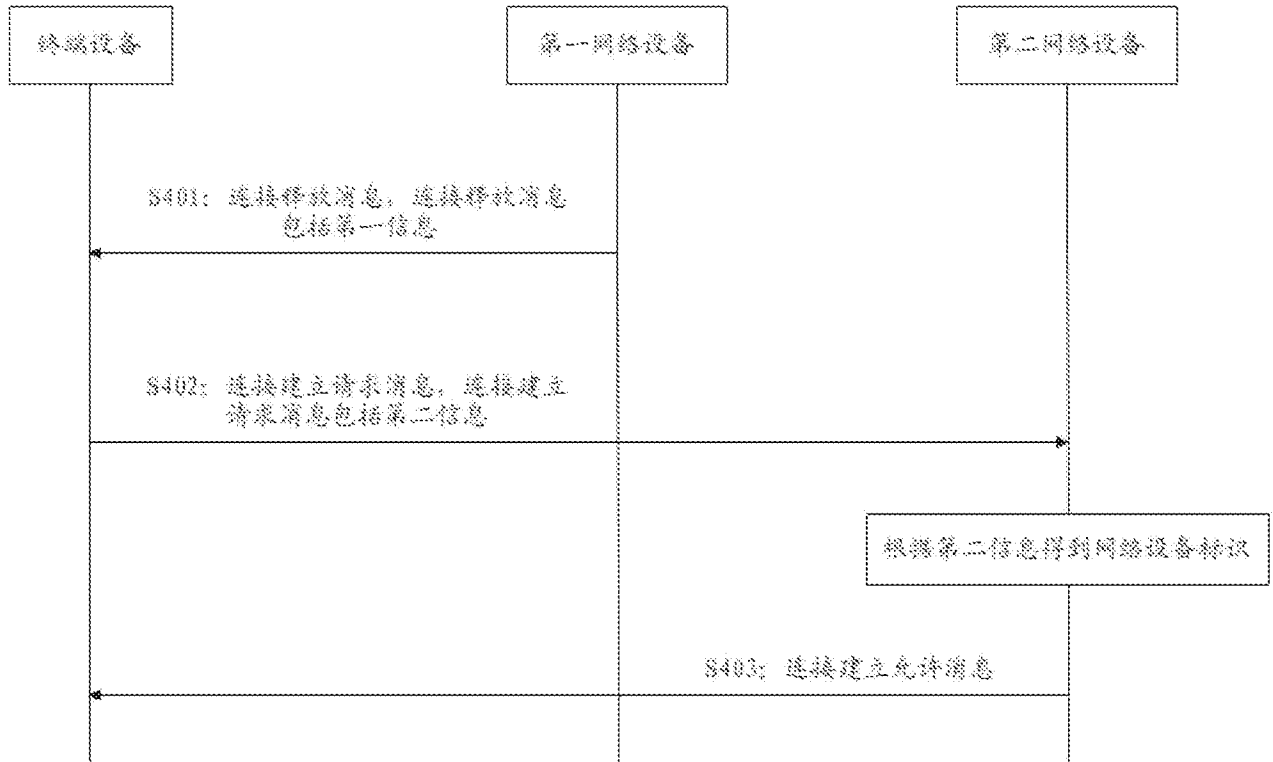 终端设备
第一网络设备
第二网络设备
S401：连接释放消息，连接释放消息
包括第一信息
S402：连接建立请求消息，连接建立
请求消息包括第二信息
根据第二信息得到网络设备标识
S403：连接建立允许消息